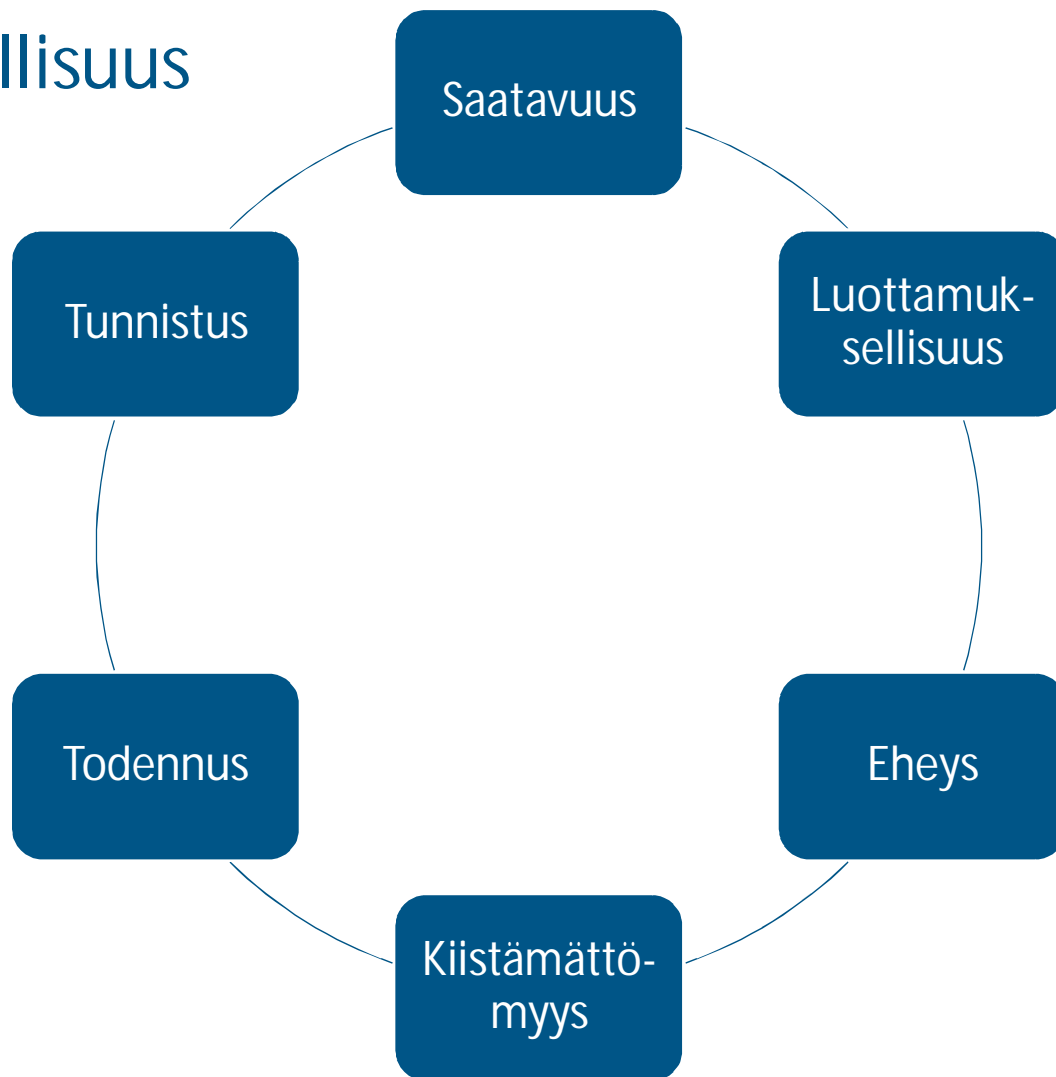 llisuus
Saatavuus
Luottamuk-
sellisuus
Eheys
Kiistämättö-
myys
Todennus
Tunnistus